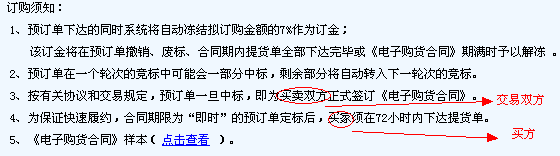 订购须知：
1、预订单下达的同时系统将自动冻结拟订购金额的7%作为订金；
该订金将在预订单撤销、废标、合同期内提货单全部下达完毕或《电子购货合同》期满时予以解冻 。
2、预订单在一个轮次的竞标中可能会一部分中标，剩余部分将自动转入下一轮次的竞标。
3、按有关协议和交易规定，预订单一旦中标，即为买卖双方正式签订《电子购货合同》。
交易双方
4、为保证快速履约，合同期限为“即时”的预订单定标后，买家须在72小时内下达提货单。
买方
5、《电子购货合同》样本（ 点击查看 ）。